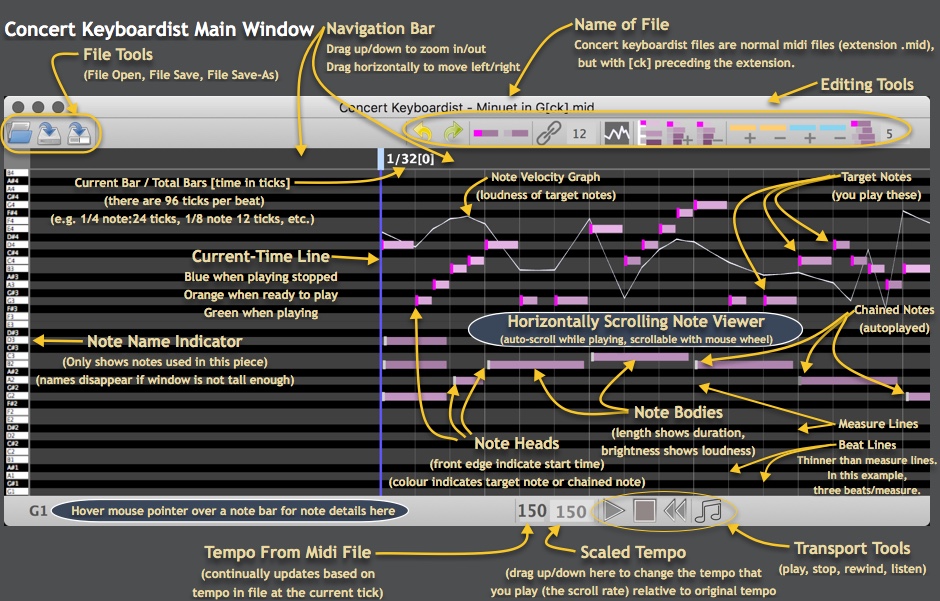 Concert Keyboardist Main Window
Navigation Bar
Drag up/down to zoom in/out
Drag horizontally to move left/right
Name of File
Concert keyboardist files are normal midi files (extension .mid),
but with [ck] preceding the extension.
File Tools
(File Open, File Save, File Save-As)
Editing Tools
Concert Keyboardist - Minuet in G[ck].mid
12
5
1/32[0]
Current Bar / Total Bars [time in ticks]
(there are 96 ticks per beat)
(e.g. 1/4 note:24 ticks, 1/8 note 12 ticks, etc.)
Note Velocity Graph
(loudness of target notes)
Target Notes
(you play these)
Current-Time Line
Blue when playing stopped
Orange when ready to play
Green when playing
Horizontally Scrolling Note Viewer
(auto-scroll while playing, scrollable with mouse wheel)
Chained Notes
(autoplayed)
Note Name Indicator
(Only shows notes used in this piece)
(names disappear if window is not tall enough)
Note Bodies
(length shows duration,
brightness shows loudness)
Measure Lines
Beat Lines
Thinner than measure lines.
In this example,
three beats/measure.
Note Heads
(front edge indicate start time)
(colour indicates target note or chained note)
G1
Hover mouse pointer over a note bar for note details here
150
150
Tempo From Midi File
(continually updates based on
tempo in file at the current tick)
Scaled Tempo
(drag up/down here to change the tempo that
you play (the scroll rate) relative to original tempo
Transport Tools
(play, stop, rewind, listen)